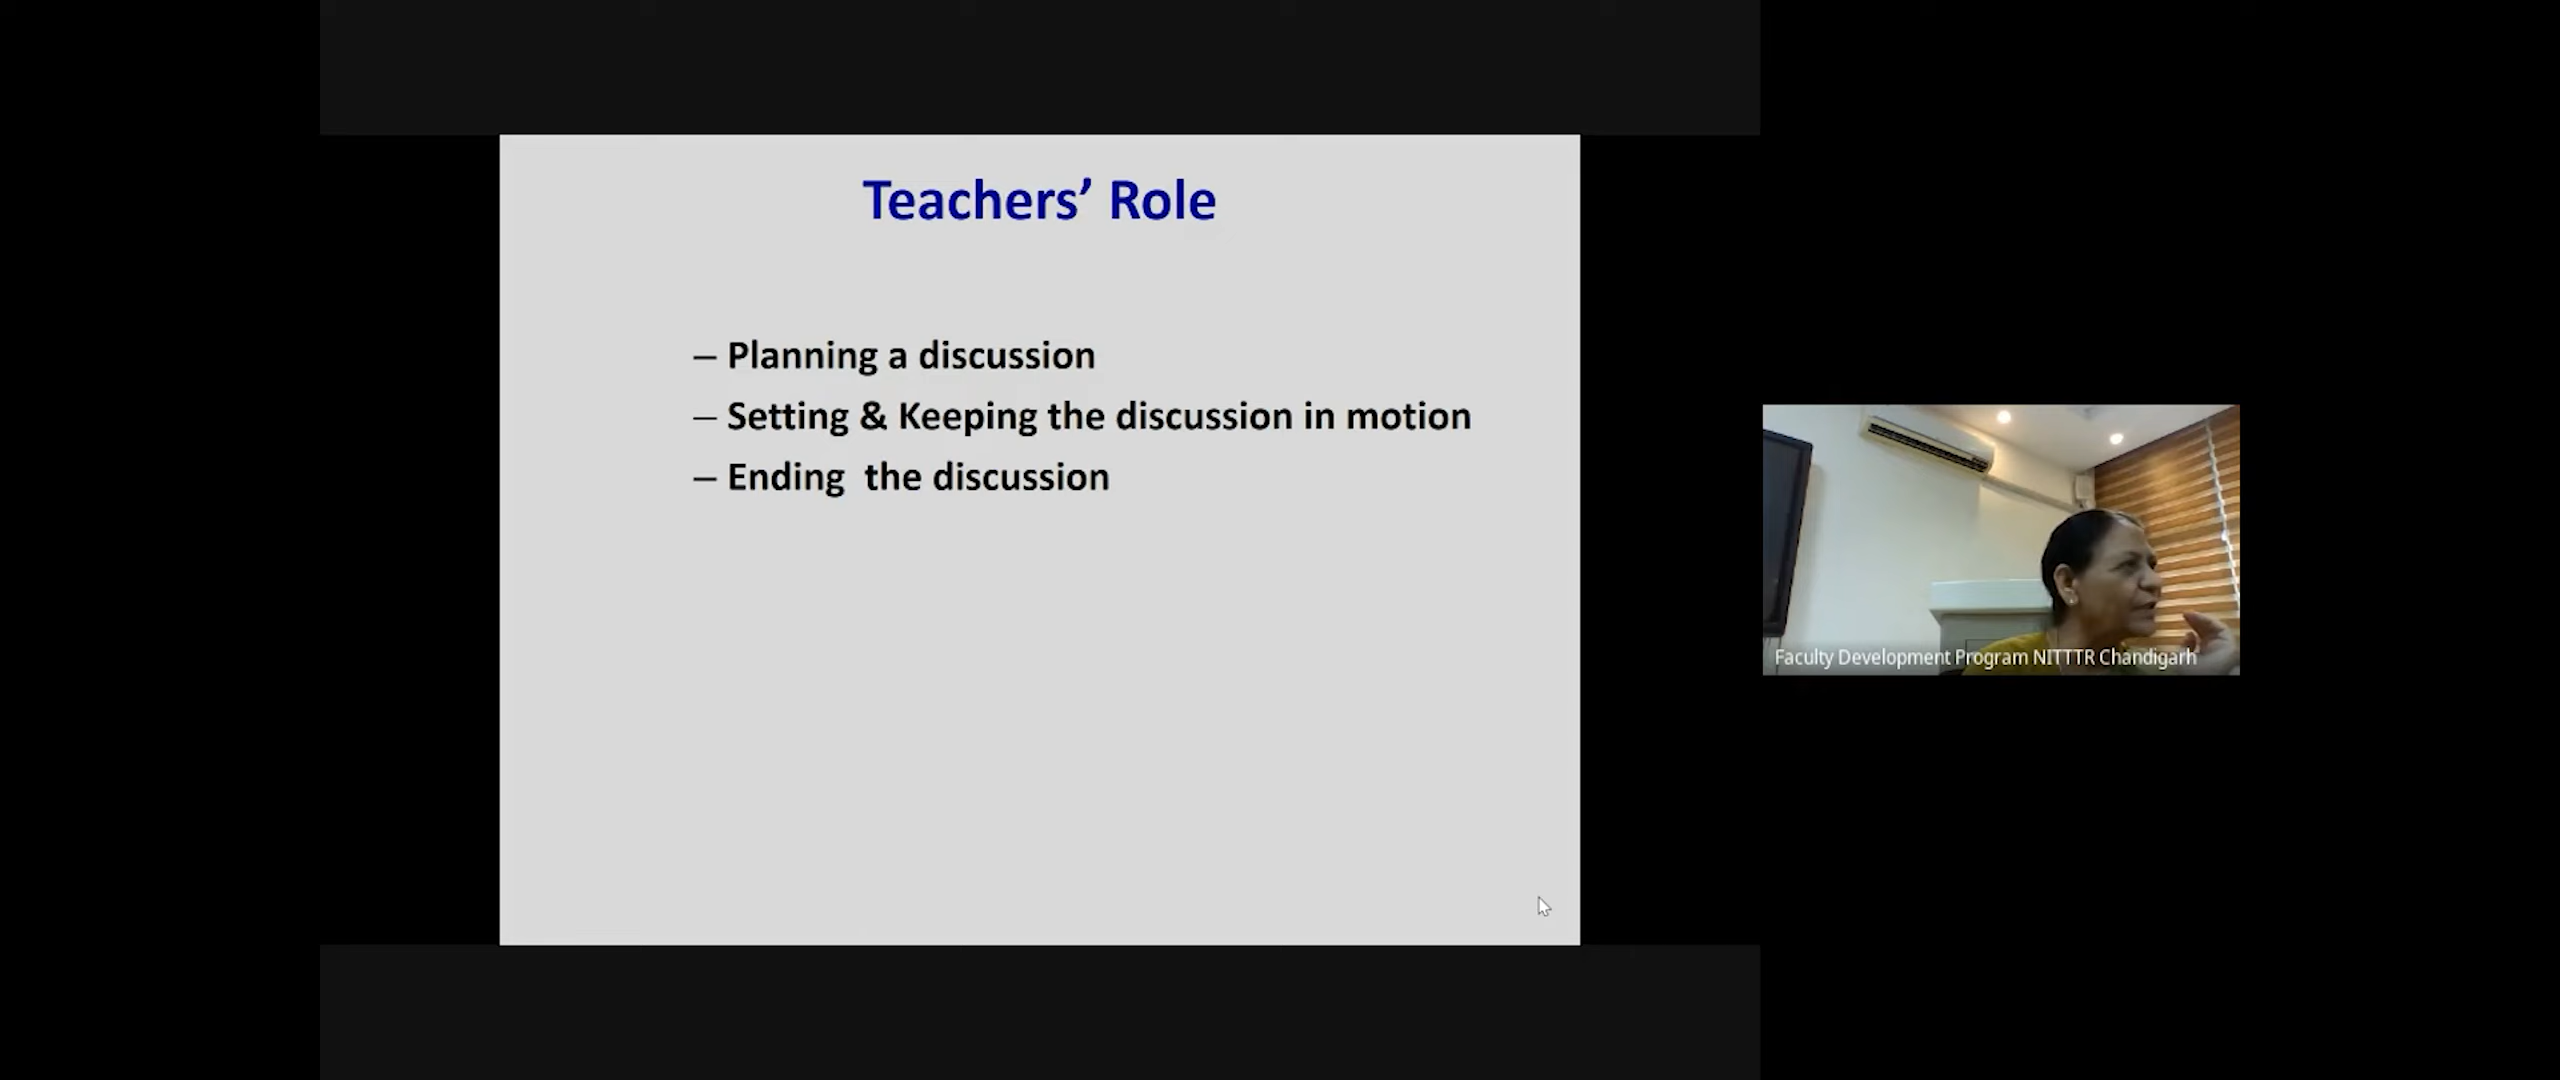 Teachers’ Role
– Planning a discussion
– Setting & Keeping the discussion in motion
– Ending  the discussion
Faculty Development Program NITTTR Chandigarh